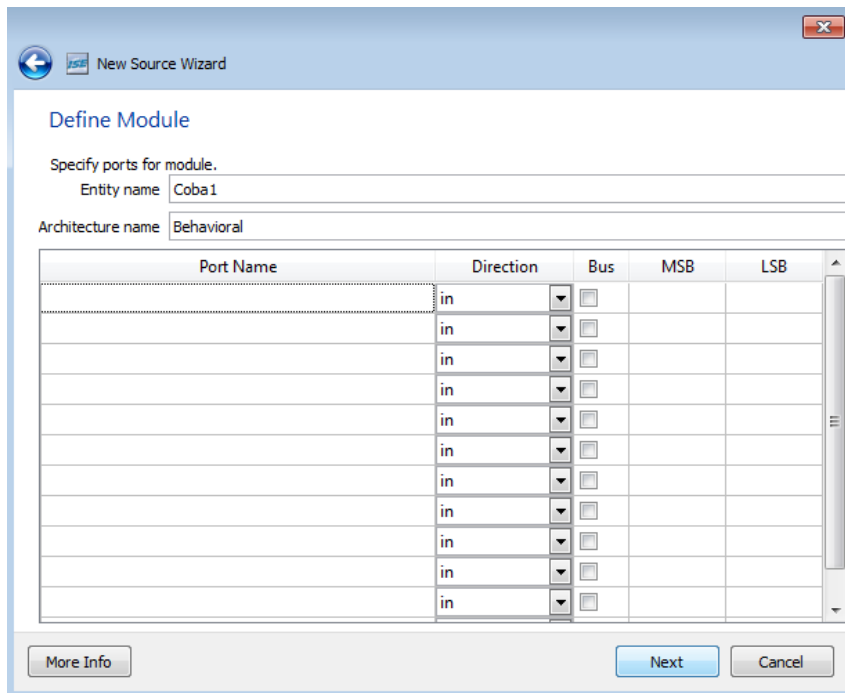 ISE New Source Wizard
Define Module
Specify ports for module.
Entity name Coba1
Architecture name Behavioral
Port Name Direction Bus MSB LSB
in
in
in
in
in
in
in
in
in
in
in
More Info Next Cancel